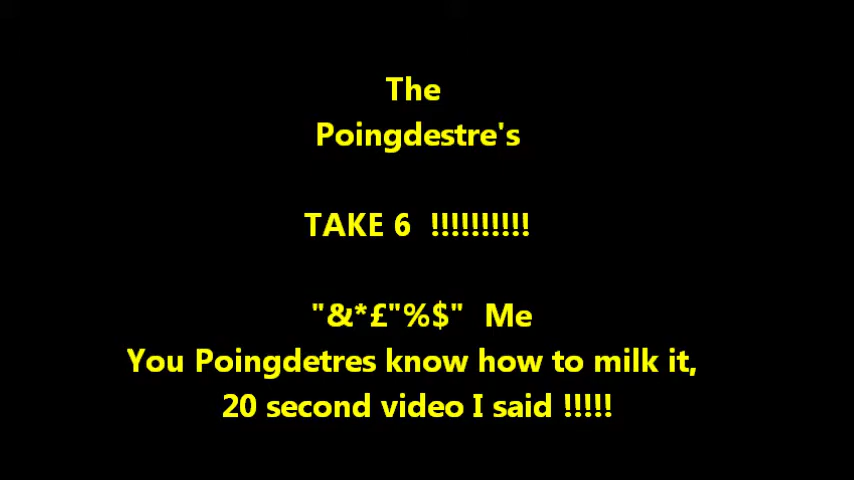 The
Poingdestre's
TAKE 6 !!!!!!!!!!
"&*£"%$" Me
You Poingdetres know how to milk it,
20 second video I said !!!!!